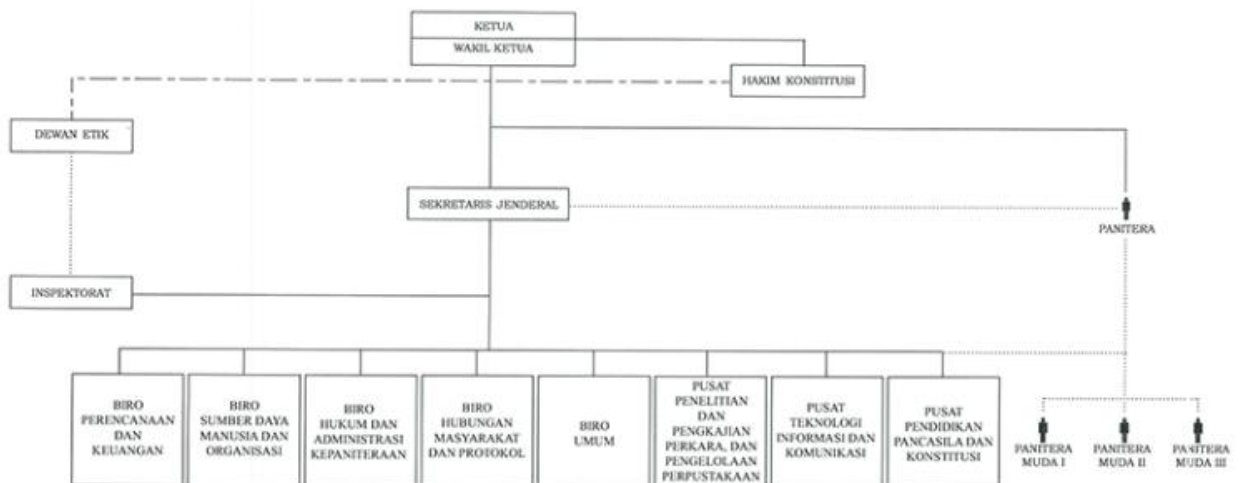 KETUA
WAKIL KETUA
HAKIM KONSTITUSI
DEWAN ETIK
SEKRETARIS JENDERAL
PANITERA
INSPEKTORAT
BIRO
PERENCANAAN
DAN
KEUANGAN
BIRO
SUMBER DAYA
MANUSIA DAN
ORGANISASI
BIRO
HUKUM DAN
ADMINISTRASI
KEPANITERAAN
BIRO
HUBUNGAN
MASYARAKAT
DAN PROTOKOL
BIRO
UMUM
PUSAT
PENELITIAN
DAN
PENGKAJIAN
PERKARA, DAN
PENGELOLAAN
PERPUSTAKAAN
PUSAT
TEKNOLOGI
INFORMASI DAN
KOMUNIKASI
PUSAT
PENDIDIKAN
PANCASILA DAN
KONSTITUSI
PANITERA
MUDA I
PANITERA
MUDA II
PANITERA
MUDA III